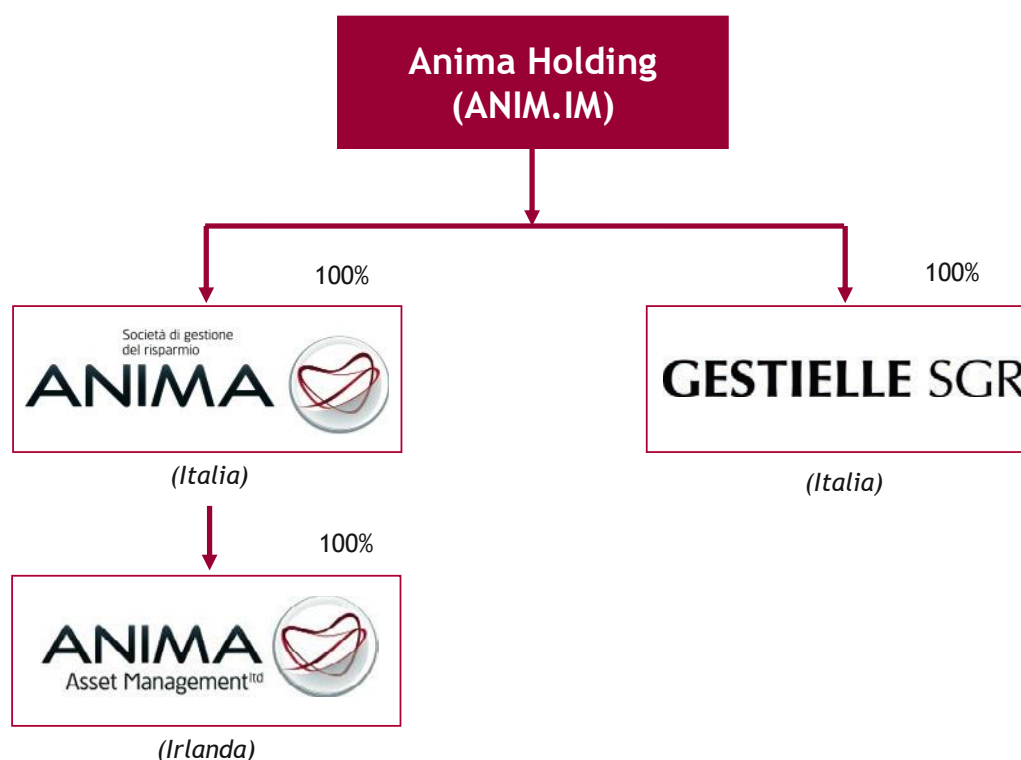 Anima Holding
(ANIM.IM)
100%
100%
Società di gestione
del risparmio
ANIMA
GESTIELLE SGR
(Italia)
(Italia)
100%
ANIMA
Asset Management ltd
(Irlanda)